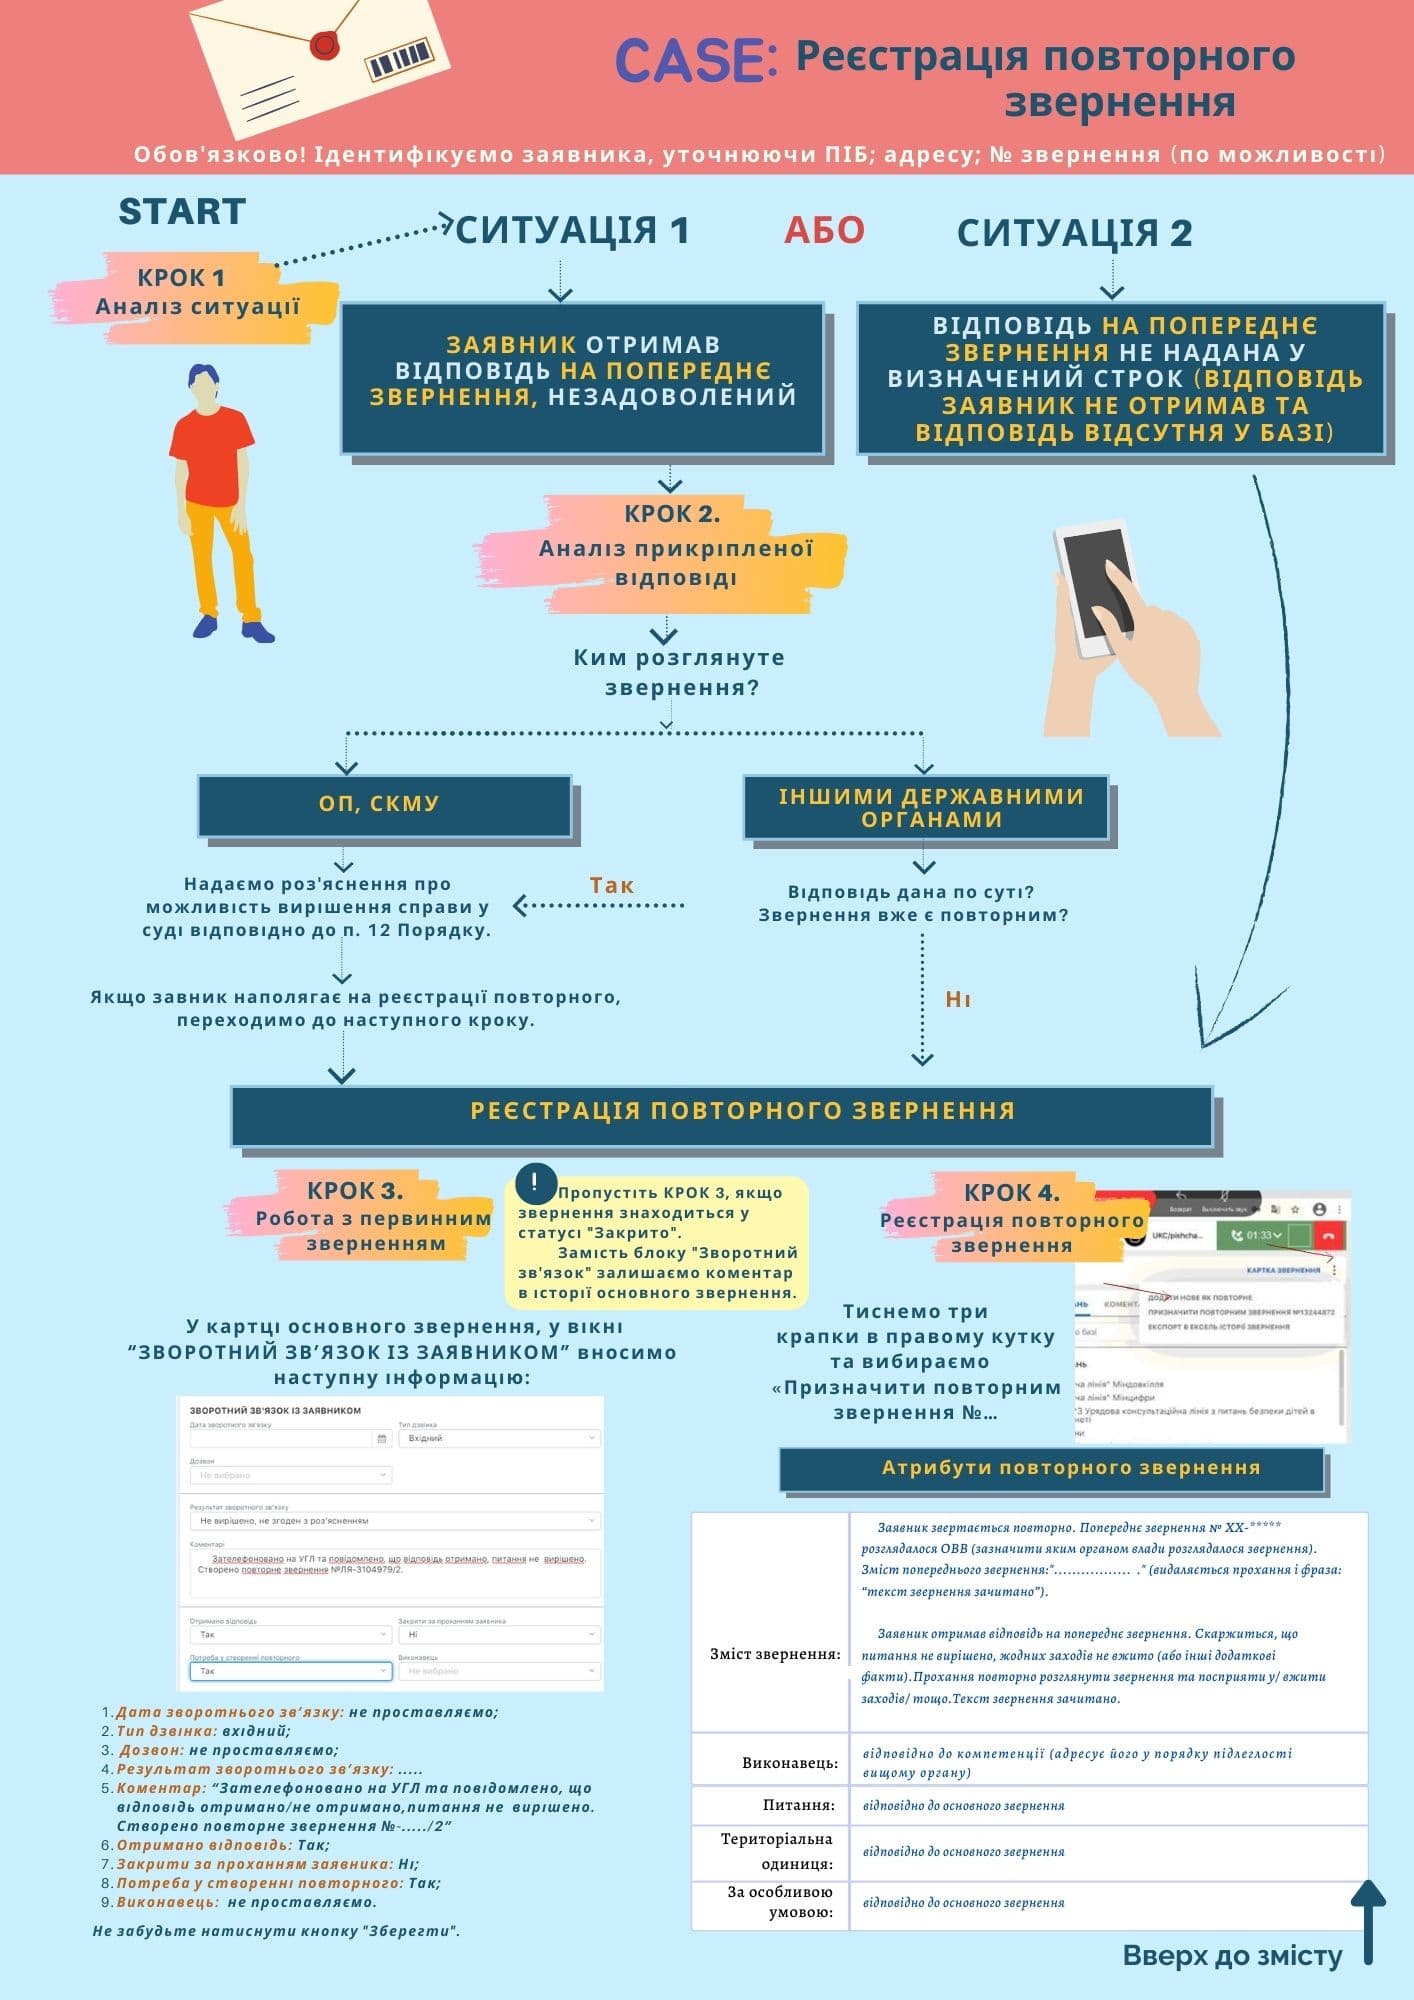 CASE: Реєстрація повторного
звернення
Обов'язково! Ідентифікуємо заявника, уточнюючи ПІБ; адресу; № звернення (по можливості)
START
СИТУАЦІЯ 1
АБО
СИТУАЦІЯ 2
КРОК 1
Аналіз ситуації
ЗАЯВНИК ОТРИМАВ
ВІДПОВІДЬ НА ПОПЕРЕДНЄ
ЗВЕРНЕННЯ, НЕЗАДОВОЛЕНИЙ
ВІДПОВІДЬ НА ПОПЕРЕДНЄ
ЗВЕРНЕННЯ НЕ НАДАНА У
ВИЗНАЧЕНИЙ СТРОК (ВІДПОВІДЬ
ЗАЯВНИК НЕ ОТРИМАВ ТА
ВІДПОВІДЬ ВІДСУТНЯ У БАЗІ)
КРОК 2.
Аналіз прикріпленої
відповіді
Ким розглянуте
звернення?
ОП, СКМУ
ІНШИМИ ДЕРЖАВНИМИ
ОРГАНАМИ
Надаємо роз'яснення про
можливість вирішення справи у
суді відповідно до п. 12 Порядку.
Так
Відповідь дана по суті?
Звернення вже є повторним?
Якщо завник наполягає на реєстрації повторного,
переходимо до наступного кроку.
Ні
РЕЄСТРАЦІЯ ПОВТОРНОГО ЗВЕРНЕННЯ
КРОК 3.
Робота з первинним
зверненням
!
Пропустіть КРОК 3, якщо
звернення знаходиться у
статусі "Закрито".
Замість блоку "Зворотний
зв'язок" залишаємо коментар
в історії основного звернення.
У картці основного звернення, у вікні
“ЗВОРОТНИЙ ЗВ’ЯЗОК ІЗ ЗАЯВНИКОМ” вносимо
наступну інформацію:
ЗВОРОТНИЙ ЗВ'ЯЗОК ІЗ ЗАЯВНИКОМ
Дата зворотного зв'язку
Тип дзвінка
Вхідний
Дозвон
Не вибрано
Результат зворотного зв'язку
Не вирішено, не згоден з роз'ясненням
Коментарі
Зателефоновано на УГЛ та повідомлено, що відповідь отримано, питання не вирішено.
Створено повторне звернення №ЛЯ-3104979/2.
Отримано відповідь
Закрити за проханням заявника
Так
Ні
Потреба у створенні повторного
Виконавець
Так
Не вибрано
1. Дата зворотнього зв’язку: не проставляємо;
2. Тип дзвінка: вхідний;
3. Дозвон: не проставляємо;
4. Результат зворотнього зв’язку: .....
5. Коментар: “Зателефоновано на УГЛ та повідомлено, що
відповідь отримано/не отримано,питання не вирішено.
Створено повторне звернення №-...../2”
6. Отримано відповідь: Так;
7. Закрити за проханням заявника: Ні;
8. Потреба у створенні повторного: Так;
9. Виконавець: не проставляємо.
Не забудьте натиснути кнопку "Зберегти".
КРОК 4.
Реєстрація повторного
звернення
Возврат Выключить звук
UKC/pishcha...
01:33
КАРТКА ЗВЕРНЕННЯ
ДОДАТИ НОВЕ ЯК ПОВТОРНЕ
ПРИЗНАЧИТИ ПОВТОРНИМ ЗВЕРНЕННЯ №13244872
ЕКСПОРТ В ЕКСЕЛЬ ІСТОРІЇ ЗВЕРНЕННЯ
КОМЕНТ
о базі
на лінія" Міндовкілля
на лінія" Мінцифри
"З Урядова консультаційна лінія з питань безпеки дітей в
Тиснемо три
крапки в правому кутку
та вибираємо
«Призначити повторним
звернення №…
Атрибути повторного звернення
Заявник звертається повторно. Попереднє звернення № ХХ-*****
розглядалося ОВВ (зазначити яким органом влади розглядалося звернення).
Зміст попереднього звернення:"................. ." (видаляється прохання і фраза:
“текст звернення зачитано”).
Заявник отримав відповідь на попереднє звернення. Скаржиться, що
Зміст звернення:
питання не вирішено, жодних заходів не вжито (або інші додаткові
факти).Прохання повторно розглянути звернення та посприяти у/ вжити
заходів/ тощо.Текст звернення зачитано.
Виконавець:
відповідно до компетенції (адресує його у порядку підлеглості
вищому органу)
Питання:
відповідно до основного звернення
Територіальна
одиниця:
відповідно до основного звернення
За особливою
умовою:
відповідно до основного звернення
Вверх до змісту